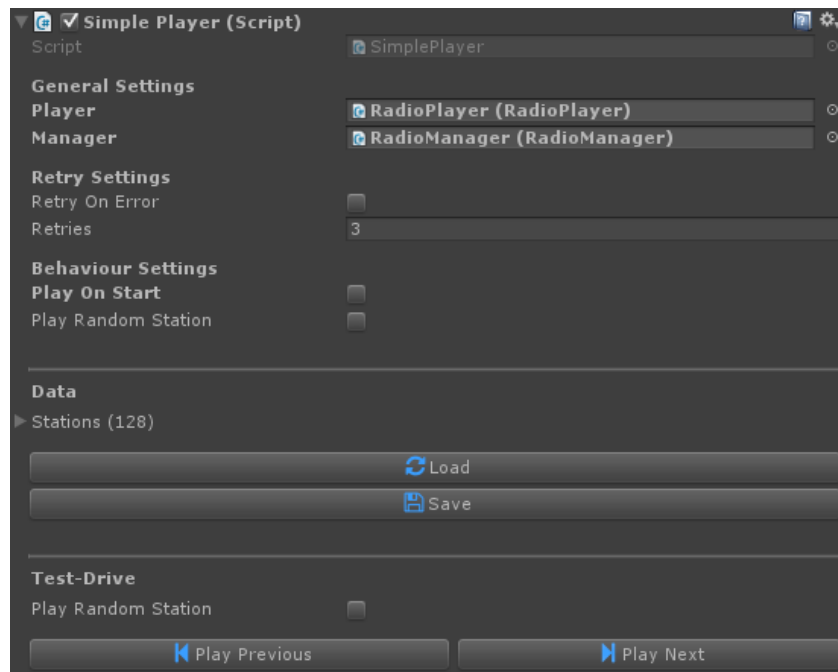 Simple Player (Script)
Script SimplePlayer
General Settings
Player RadioPlayer (RadioPlayer)
Manager RadioManager (RadioManager)
Retry Settings
Retry On Error
Retries 3
Behaviour Settings
Play On Start
Play Random Station
Data
Stations (128)
Load
Save
Test-Drive
Play Random Station
Play Previous Play Next